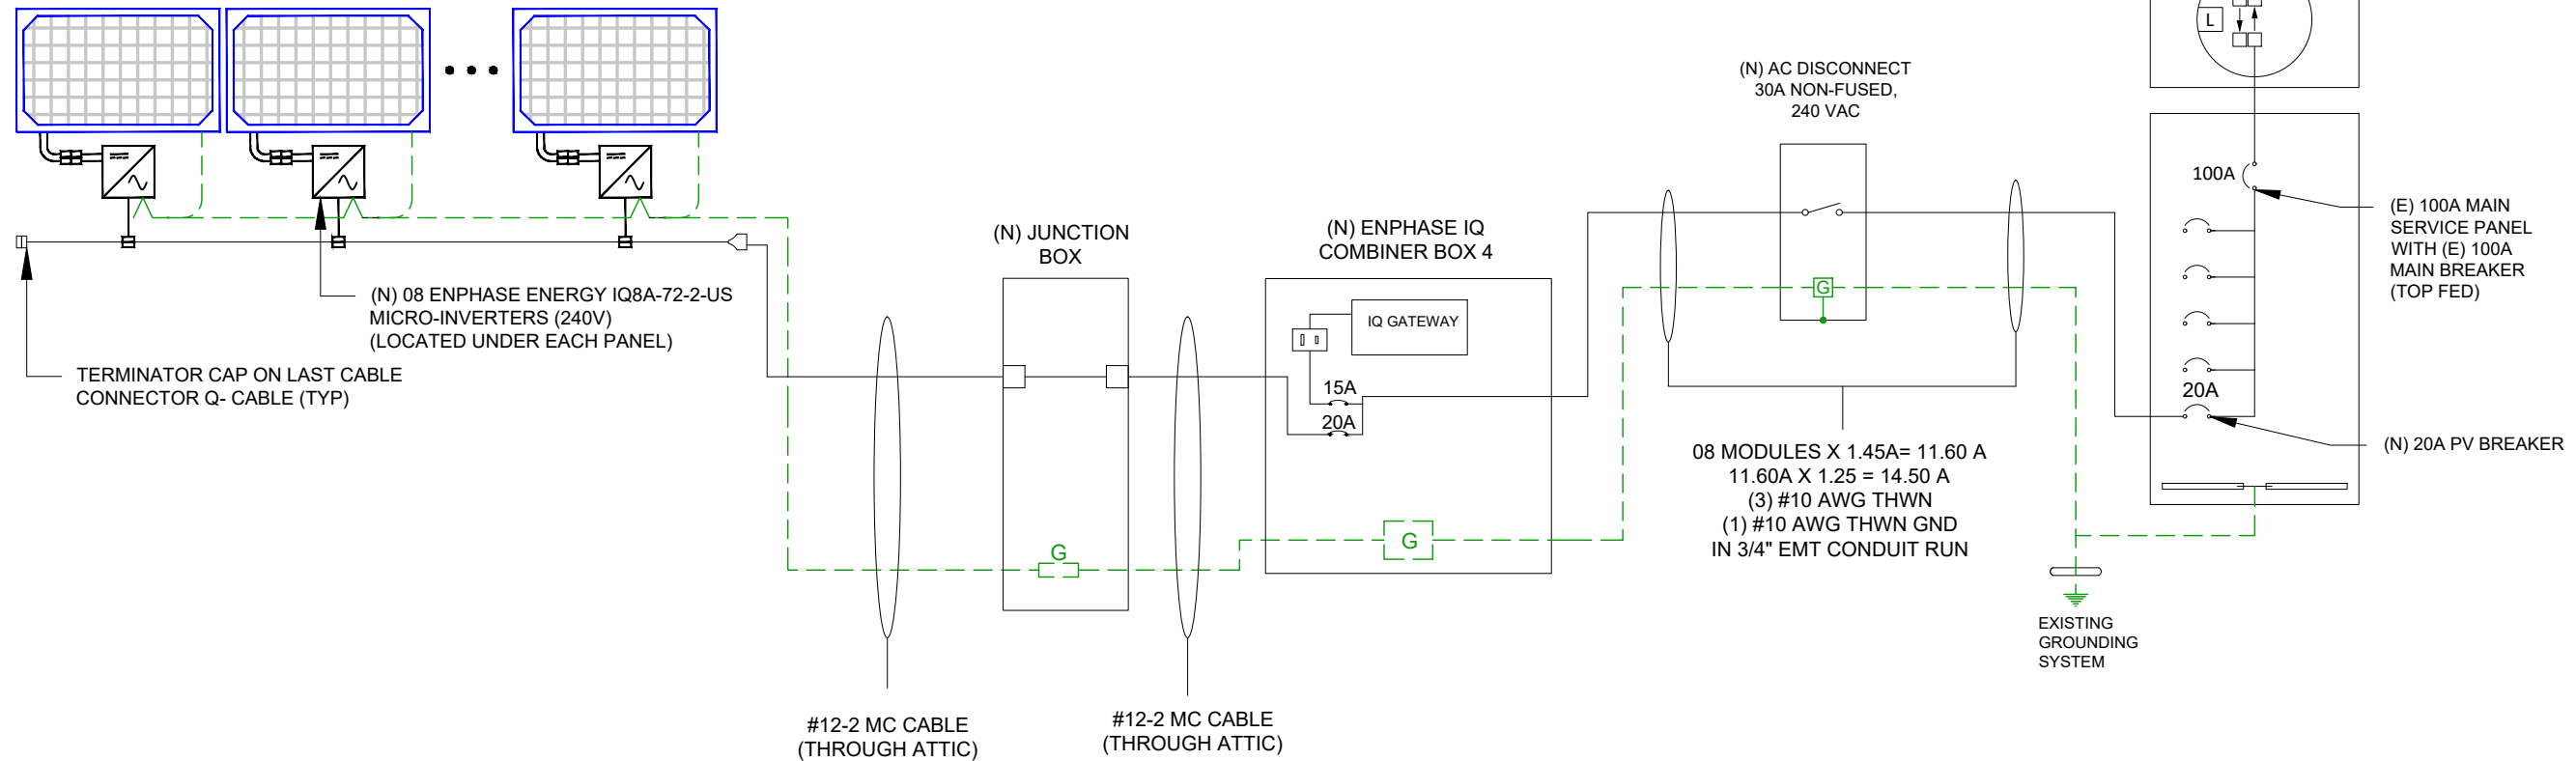 L
(N) AC DISCONNECT
30A NON-FUSED,
240 VAC
100A
(E) 100A MAIN
SERVICE PANEL
WITH (E) 100A
MAIN BREAKER
(TOP FED)
(N) JUNCTION
BOX
(N) ENPHASE IQ
COMBINER BOX 4
(N) 08 ENPHASE ENERGY IQ8A-72-2-US
MICRO-INVERTERS (240V)
(LOCATED UNDER EACH PANEL)
G
IQ GATEWAY
TERMINATOR CAP ON LAST CABLE
CONNECTOR Q- CABLE (TYP)
15A
20A
20A
(N) 20A PV BREAKER
08 MODULES X 1.45A= 11.60 A
11.60A X 1.25 = 14.50 A
(3) #10 AWG THWN
(1) #10 AWG THWN GND
IN 3/4" EMT CONDUIT RUN
G
G
EXISTING
GROUNDING
SYSTEM
#12-2 MC CABLE
(THROUGH ATTIC)
#12-2 MC CABLE
(THROUGH ATTIC)